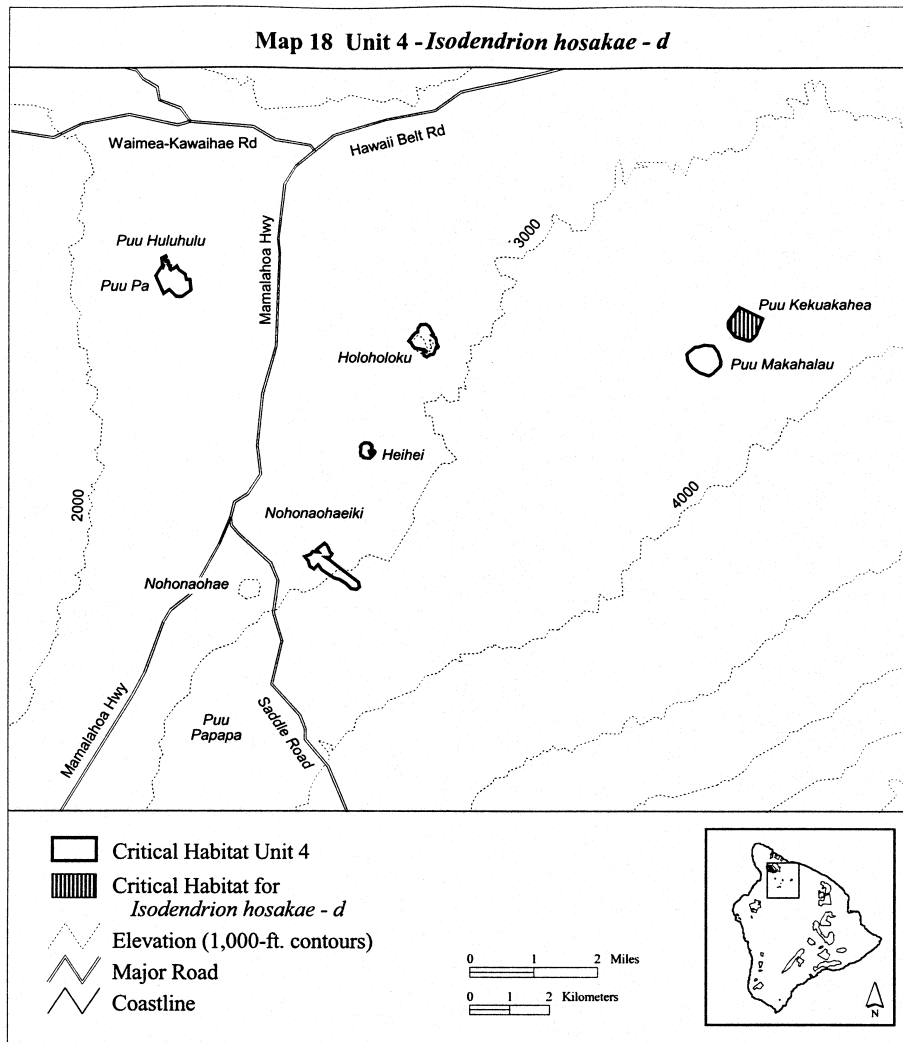 Map 18 Unit 4 - Isodendrion hosakae - d
Waimea-Kawaihae Rd
Hawaii Belt Rd
Mamalahoa Hwy
3000
Puu Huluhulu
Puu Pa
Puu Kekuakahea
Holoholoku
Puu Makahalau
Heihei
2000
4000
Nohonaohaeiki
Nohonaohae
Mamalahoa Hwy
Puu
Papapa
Saddle Road
Critical Habitat Unit 4
Critical Habitat for
Isodendrion hosakae - d
Elevation (1,000-ft. contours)
Major Road
Coastline
0 1 2 Miles
0 1 2 Kilometers
N